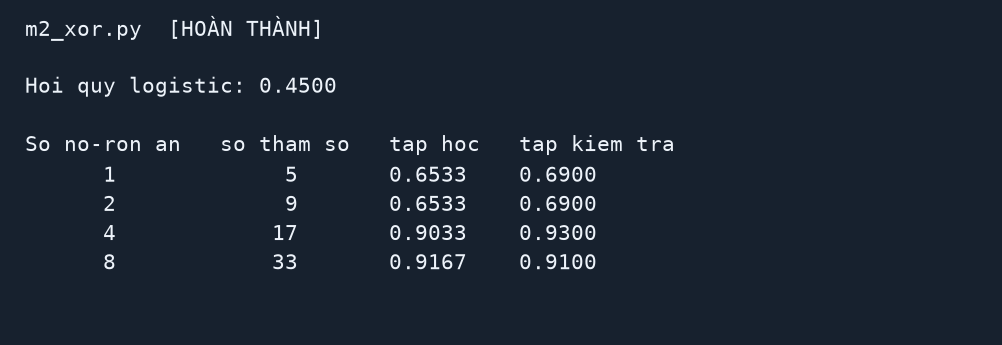 m2_xor.py  [HOÀN THÀNH]
Hoi quy logistic: 0.4500
So no-ron an   so tham so   tap hoc   tap kiem tra
1             5       0.6533    0.6900
2             9       0.6533    0.6900
4            17       0.9033    0.9300
8            33       0.9167    0.9100